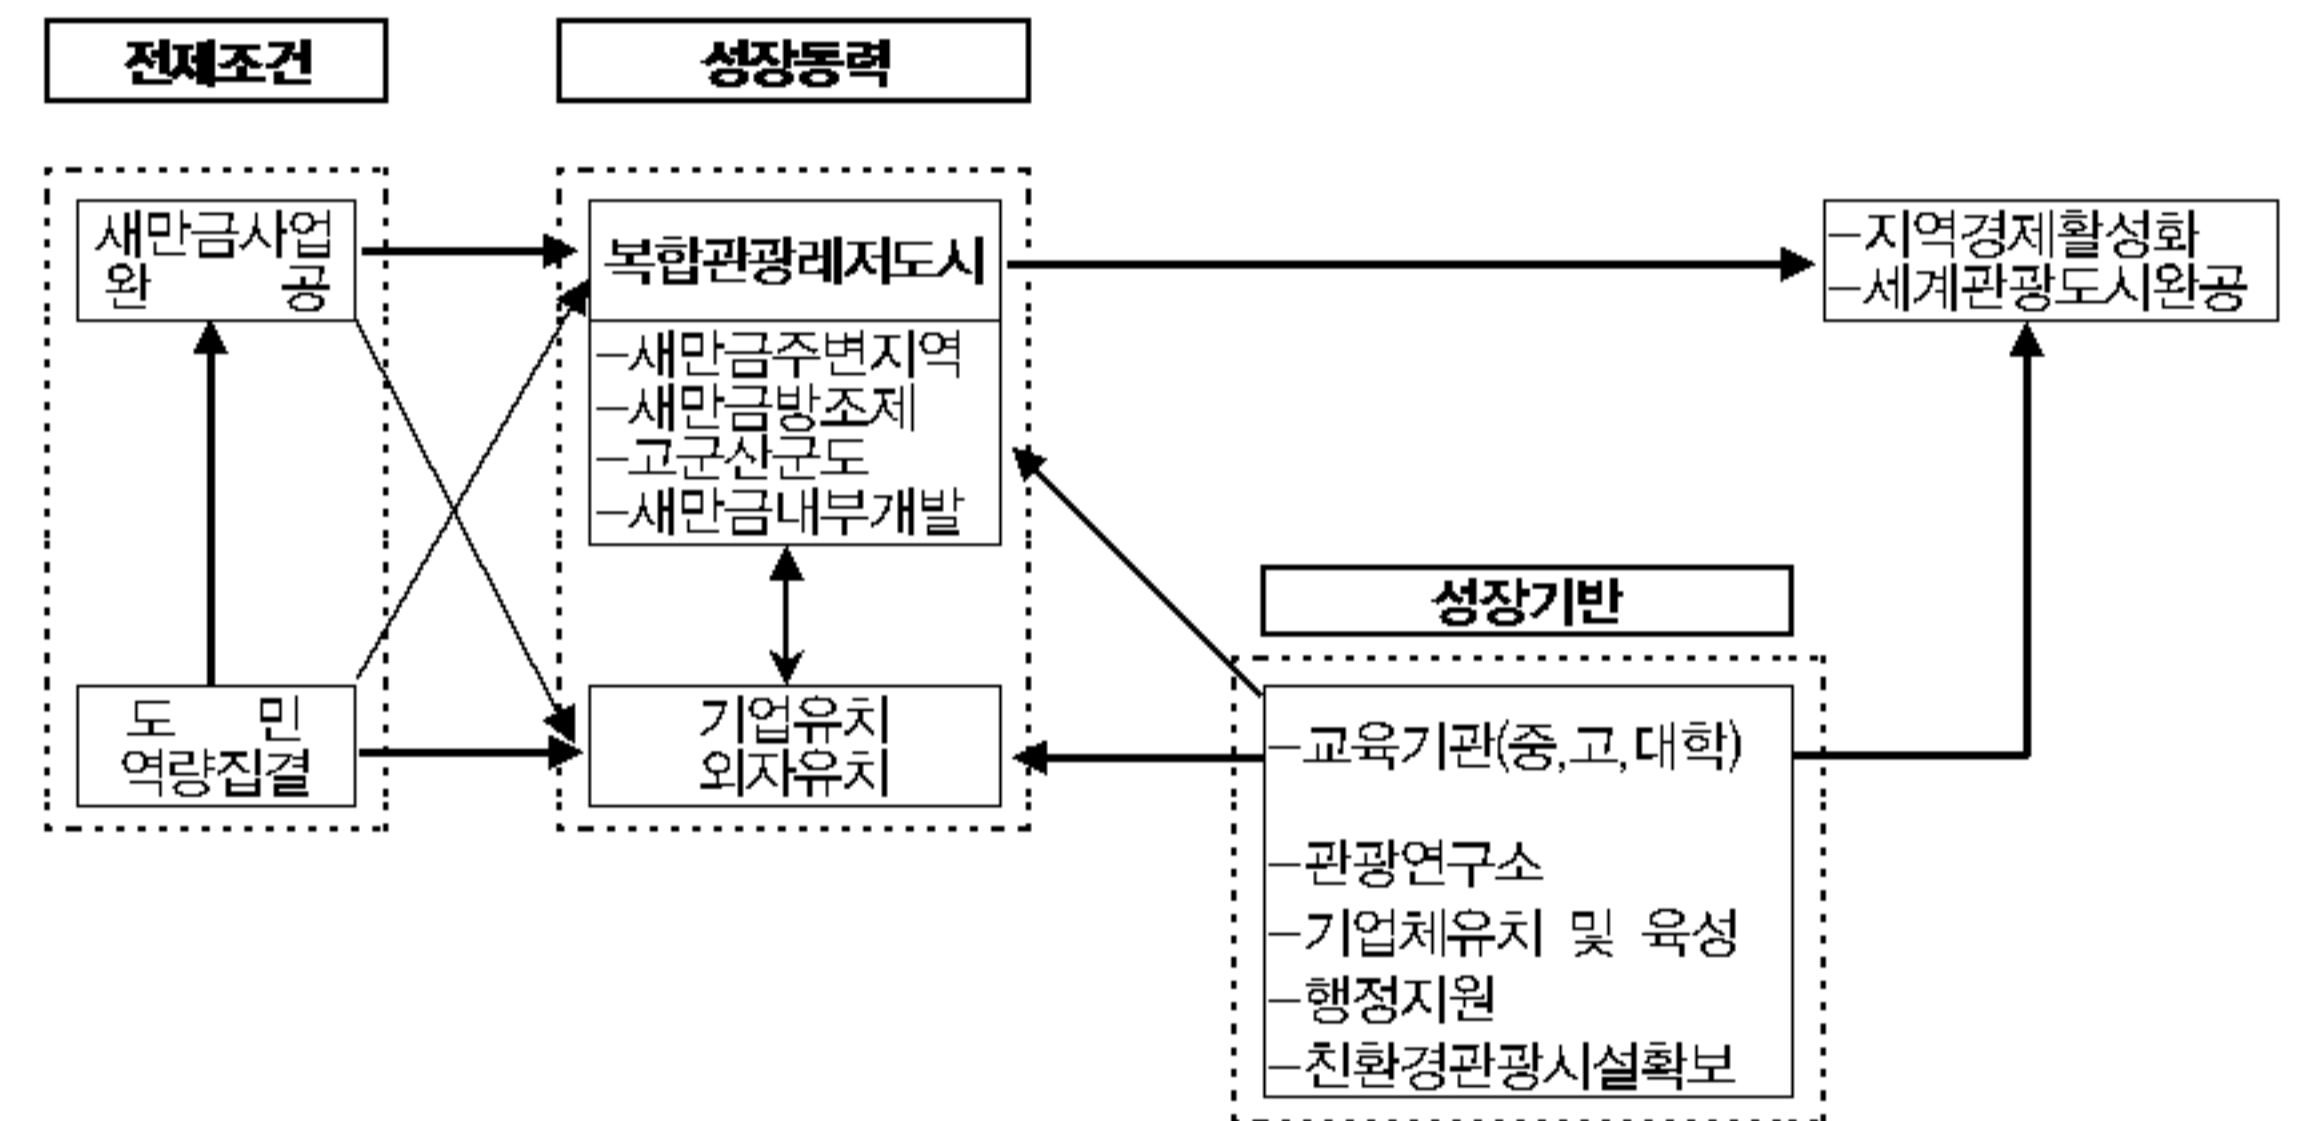 전제조건
성장동력
새만금사업
완 공
도 민
역량집결
복합관광레저도시
-새만금주변지역
-새만금방조제
-고군산군도
-새만금내부개발
기업유치
외자유치
-지역경제활성화
-세계관광도시완공
성장기반
-교육기관(중,고,대학)
-관광연구소
-기업체유치 및 육성
-행정지원
-친환경관광시설확보